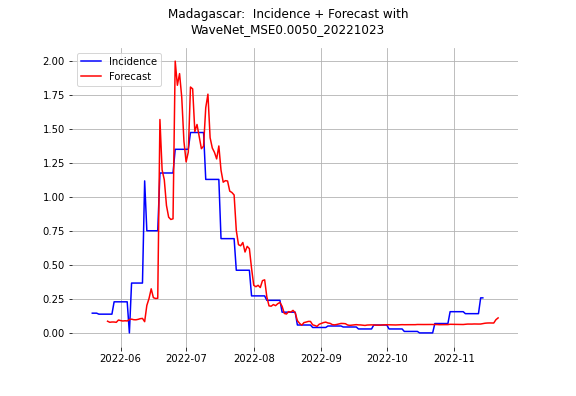 Madagascar:  Incidence + Forecast with
WaveNet_MSE0.0050_20221023
Incidence
Forecast
2.00
1.75
1.50
1.25
1.00
0.75
0.50
0.25
0.00
2022-06 2022-07 2022-08 2022-09 2022-10 2022-11